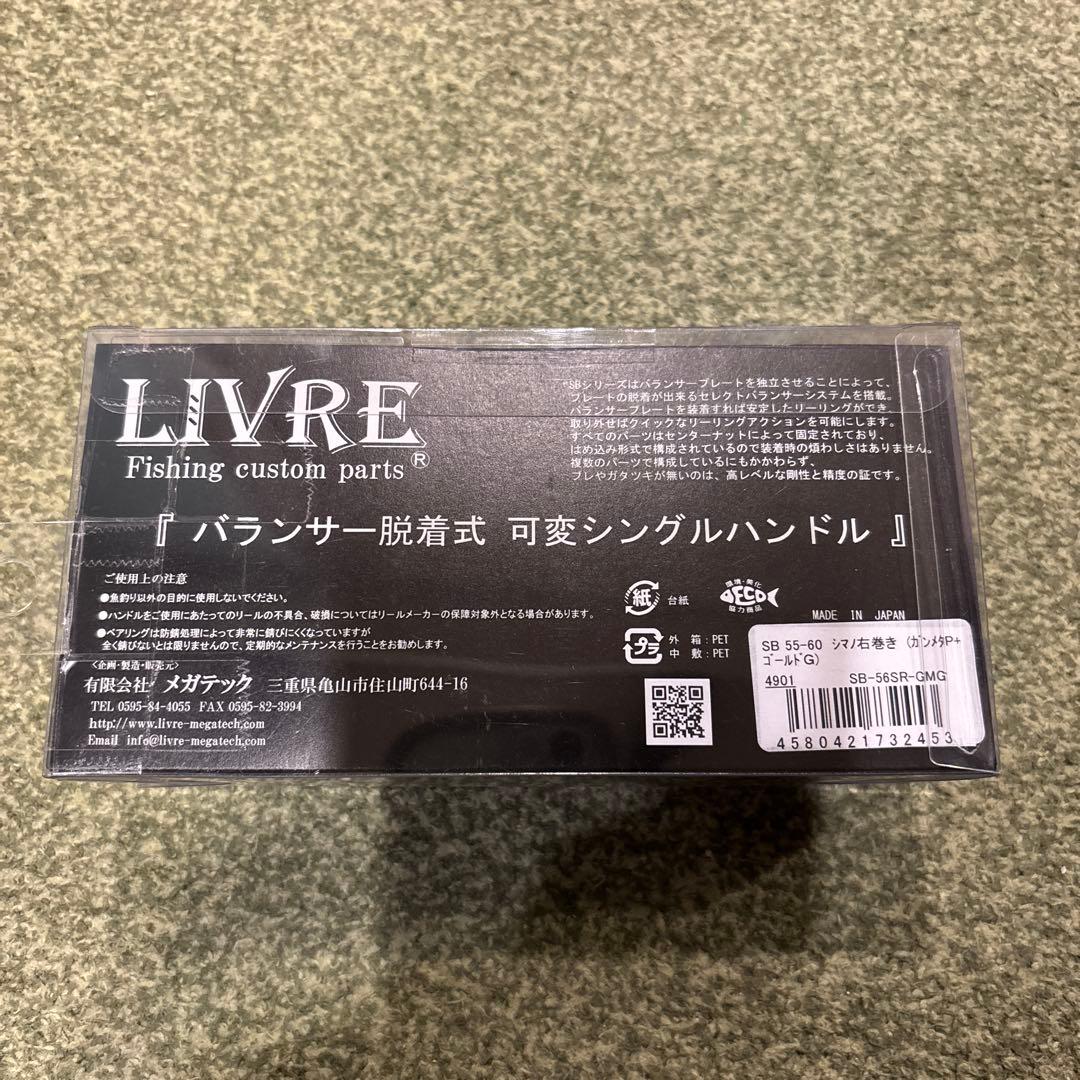 LIVRE
Fishing custom parts®
SBシリーズはバランサープレートを独立させることによって、
プレートの脱着が出来るセレクトバランサーシステムを搭載。
バランサープレートを装着すれば安定したリーリングができ、
取り外せばクイックなリーリングアクションを可能にします。
すべてのパーツはセンターナットによって固定されており、
はめ込み形式で構成されているので装着時の煩わしさはありません。
複数のパーツで構成しているにもかかわらず、
ブレやガタツキが無いのは、高レベルな剛性と精度の証です。
『 バランサー脱着式 可変シングルハンドル 』
ご使用上の注意
●魚釣り以外の目的に使用しないでください。
●ハンドルをご使用にあたってのリールの不具合、破損についてはリールメーカーの保障対象外となる場合があります。
●ベアリングは防錆処理によって非常に錆びにくくなっていますが
全く錆びないとは限りませんので、定期的なメンテナンスを行うことをお勧めします。
<企画・製造・販売元>
有限会社 メガテック 三重県亀山市住山町644-16
TEL 0595-84-4055 FAX 0595-82-3994
http://www.livre-megatech.com
Email info@livre-megatech.com
紙 台紙
プラ 外 箱:PET
中 敷:PET
環境・美化
ECO
協力商品
MADE IN JAPAN
SB 55-60 シマノ右巻き (ガンメタP+
ゴールドG)
4901 SB-56SR-GMG
4580421732453